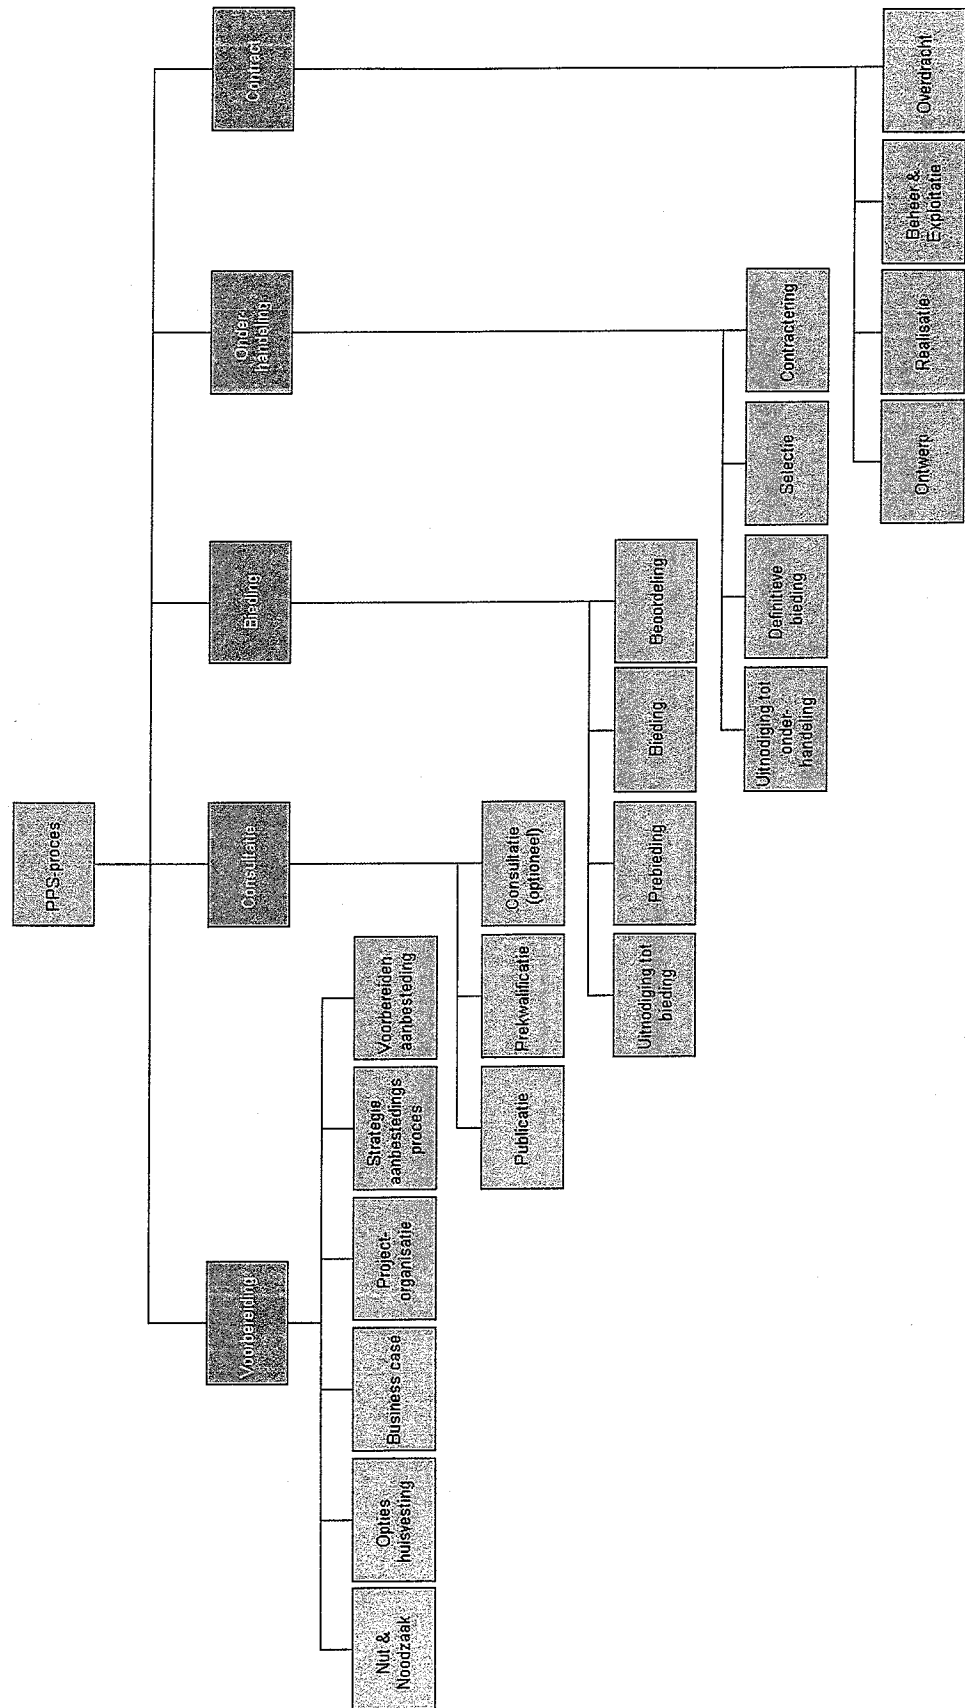 PPS-proces
Voorbereiding
Consultatie
Bieding
Onder-
handeling
Contract
Nut &
Noodzaak
Opties
huisvesting
Business case
Project-
organisatie
Strategie
aanbestedings
proces
Voorbereiden
aanbesteding
Publicatie
Prekwalificatie
Consultatie
(optioneel)
Uitnodiging tot
bieding
Prebieding
Bieding
Beoordeling
Uitnodiging tot
onder-
handeling
Definitieve
bieding
Selectie
Contractering
Ontwerp
Realisatie
Beheer &
Exploitatie
Overdracht